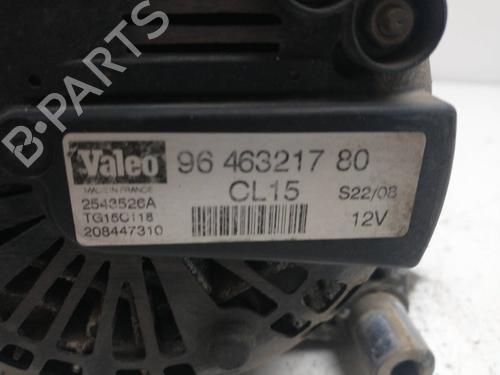 B-PARTS
Valeo
96 463217 80
MADE IN FRANCE
CL15
S22/08
2543526A
TG15C118
12V
208447310